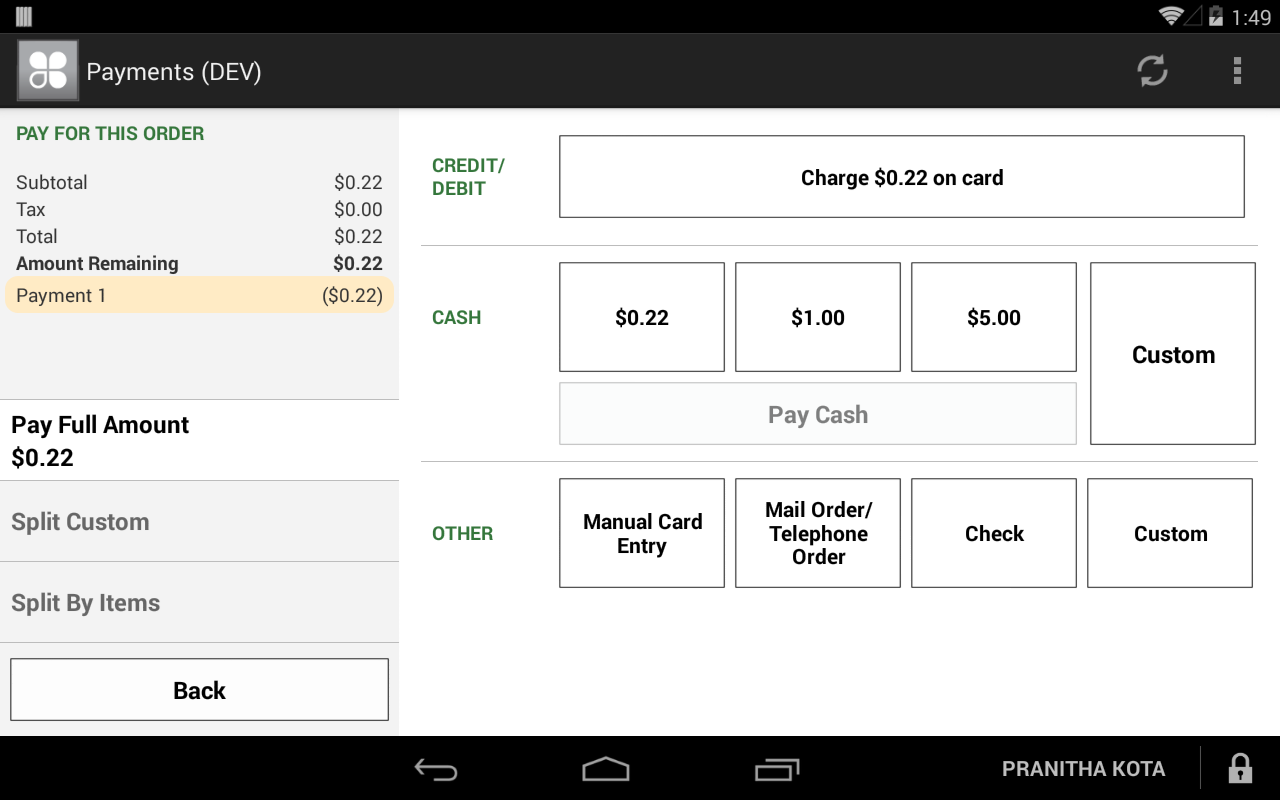 1:49
Payments (DEV)
PAY FOR THIS ORDER
Subtotal $0.22
Tax $0.00
Total $0.22
Amount Remaining $0.22
Payment 1 ($0.22)
Pay Full Amount
$0.22
Split Custom
Split By Items
Back
CREDIT/
DEBIT
Charge $0.22 on card
CASH
$0.22
$1.00
$5.00
Custom
Pay Cash
OTHER
Manual Card
Entry
Mail Order/
Telephone
Order
Check
Custom
PRANITHA KOTA